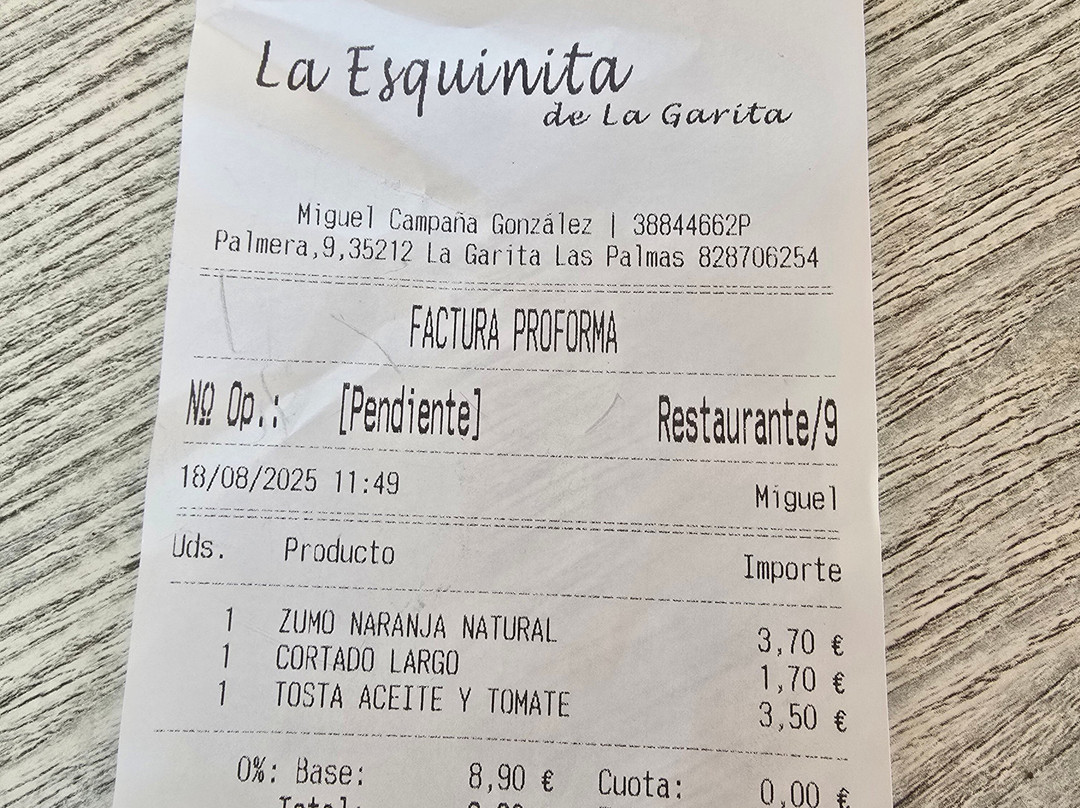 La Esquinita
de La Garita
Miguel Campaña González | 38844662P
Palmera,9,35212 La Garita Las Palmas 828706254
FACTURA PROFORMA
Nº Op.: [Pendiente] Restaurante/9
18/08/2025 11:49 Miguel
Uds. Producto Importe
1 ZUMO NARANJA NATURAL 3,70 €
1 CORTADO LARGO 1,70 €
1 TOSTA ACEITE Y TOMATE 3,50 €
0%: Base: 8,90 € Cuota: 0,00 €
Total: